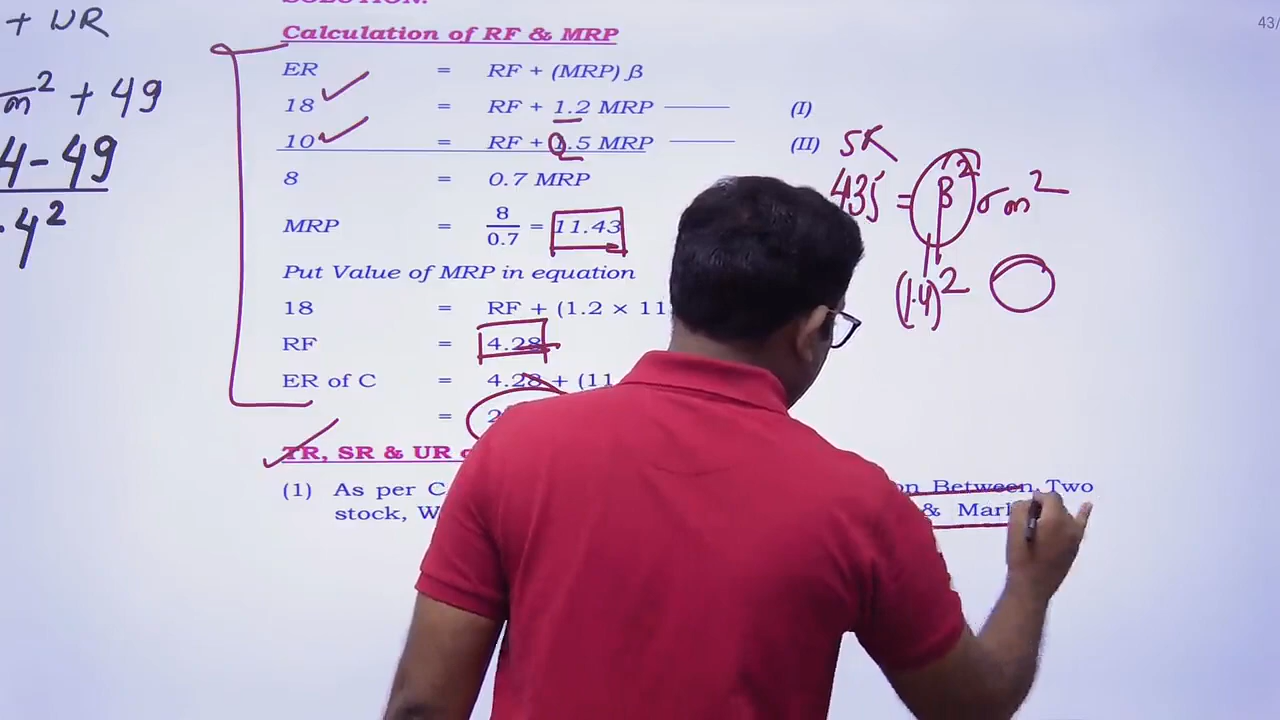 + UR
m² + 49
4-49
.4²
SOLUTION:
43/
Calculation of RF & MRP
ER = RF + (MRP) β
18 = RF + 1.2 MRP (I)
10 = RF + 0.5 MRP (II)
8 = 0.7 MRP
MRP = 8/0.7 = 11.43
Put Value of MRP in equation
18 = RF + (1.2 × 11
RF = 4.28
ER of C = 4.28 + (11
= 2
TR, SR & UR
(1) As per C Between Two
stock, W &
SR
435 = β² σm²
(1.4)²